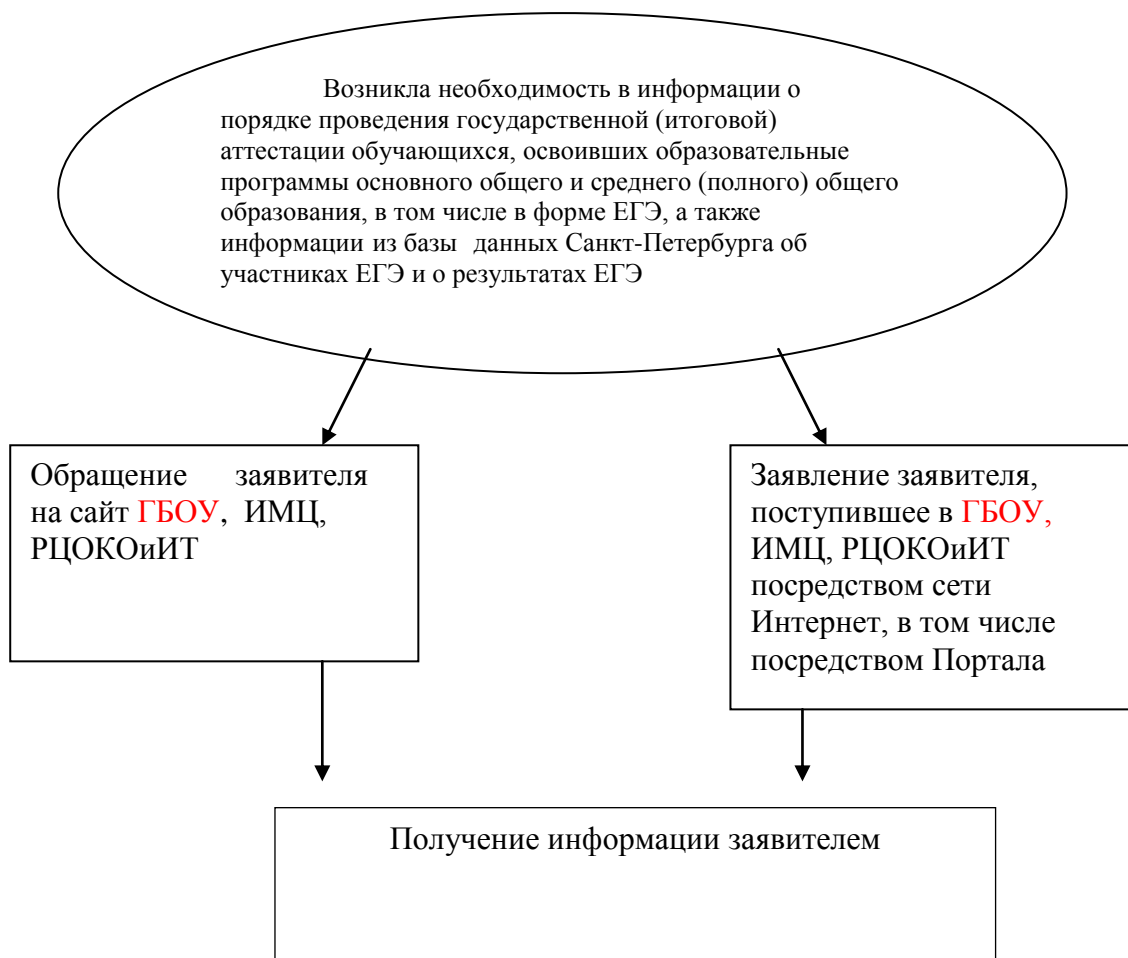 Возникла необходимость в информации о
порядке проведения государственной (итоговой)
аттестации обучающихся, освоивших образовательные
программы основного общего и среднего (полного) общего
образования, в том числе в форме ЕГЭ, а также
информации из базы данных Санкт-Петербурга об
участниках ЕГЭ и о результатах ЕГЭ
Обращение заявителя
на сайт ГБОУ, ИМЦ,
РЦОКОиИТ
Заявление заявителя,
поступившее в ГБОУ,
ИМЦ, РЦОКОиИТ
посредством сети
Интернет, в том числе
посредством Портала
Получение информации заявителем